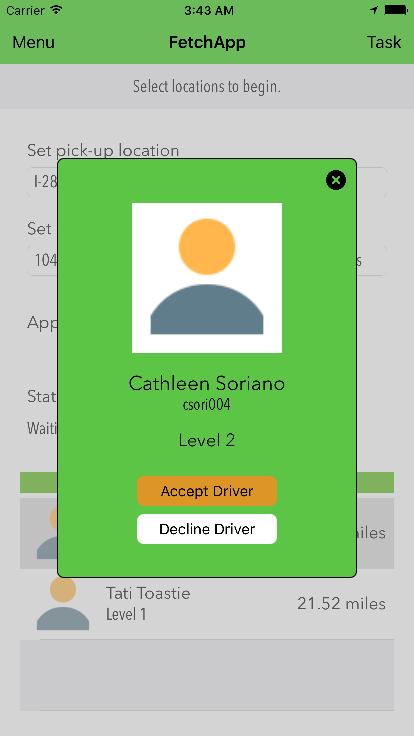 Carrier 3:43 AM
Menu FetchApp Task
Select locations to begin.
Set pick-up location
I-28
Set
104 s
App
Stat
Waiti
Cathleen Soriano
csori004
Level 2
Accept Driver
Decline Driver
miles
Tati Toastie
Level 1 21.52 miles